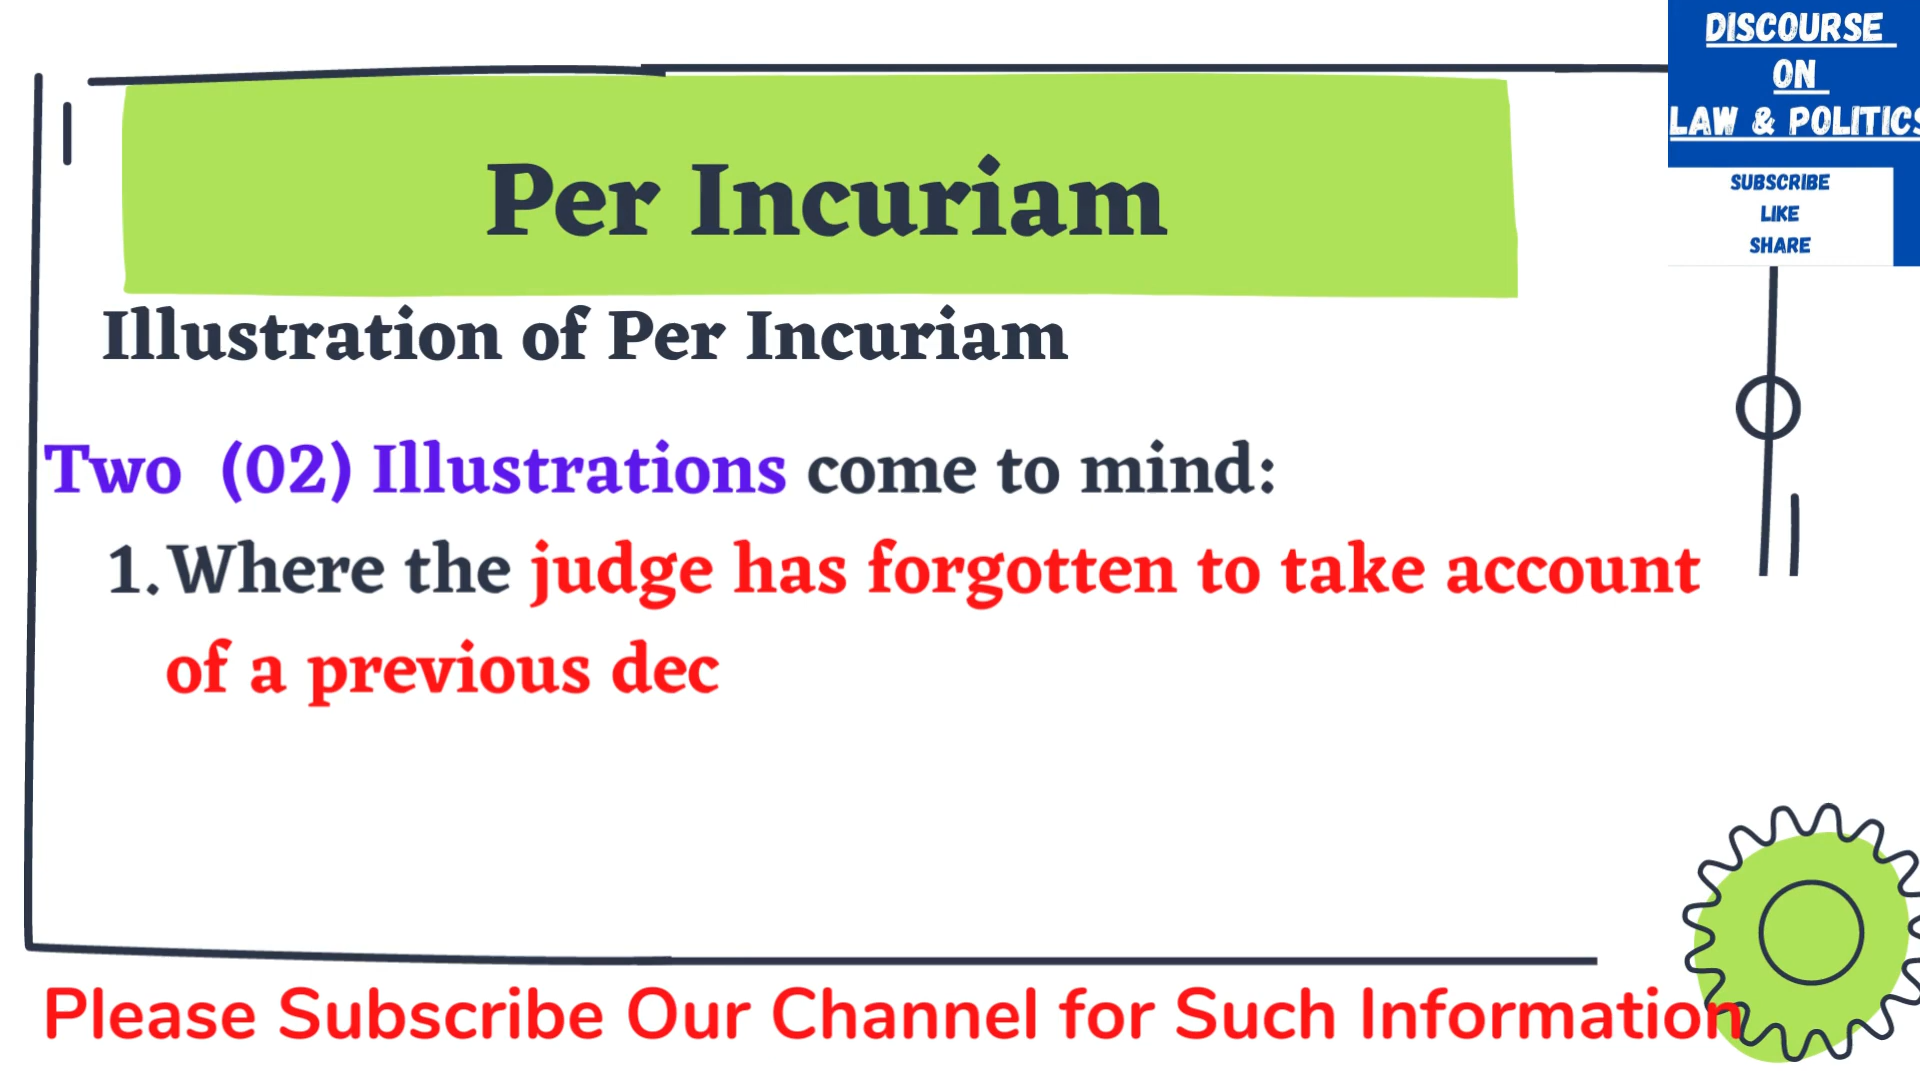 DISCOURSE
ON
LAW & POLITICS
SUBSCRIBE
LIKE
SHARE
Per Incuriam
Illustration of Per Incuriam
Two (02) Illustrations come to mind:
1. Where the judge has forgotten to take account
of a previous dec
Please Subscribe Our Channel for Such Information